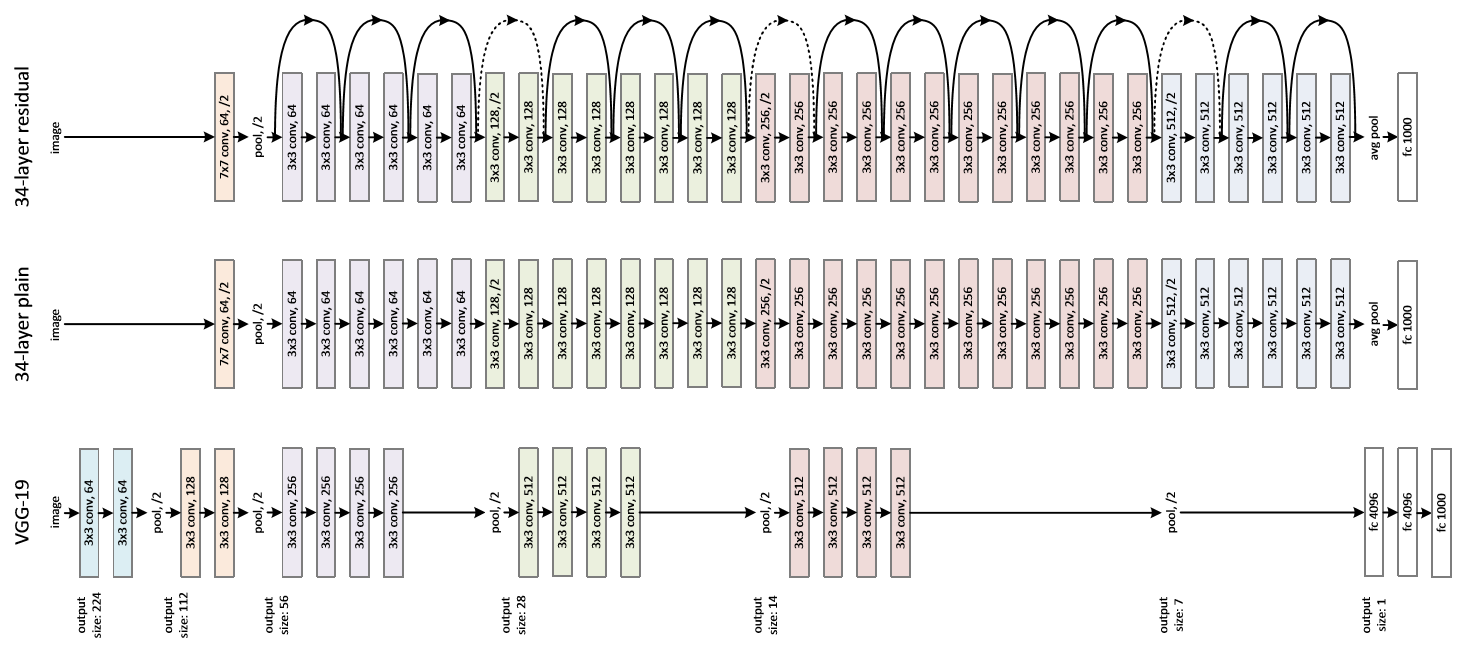 34-layer residual
image
7x7 conv, 64, /2
pool, /2
3x3 conv, 64
3x3 conv, 64
3x3 conv, 64
3x3 conv, 64
3x3 conv, 64
3x3 conv, 64
3x3 conv, 128, /2
3x3 conv, 128
3x3 conv, 128
3x3 conv, 128
3x3 conv, 128
3x3 conv, 128
3x3 conv, 128
3x3 conv, 128
3x3 conv, 256, /2
3x3 conv, 256
3x3 conv, 256
3x3 conv, 256
3x3 conv, 256
3x3 conv, 256
3x3 conv, 256
3x3 conv, 256
3x3 conv, 256
3x3 conv, 256
3x3 conv, 256
3x3 conv, 256
3x3 conv, 512, /2
3x3 conv, 512
3x3 conv, 512
3x3 conv, 512
3x3 conv, 512
3x3 conv, 512
avg pool
fc 1000
34-layer plain
image
7x7 conv, 64, /2
pool, /2
3x3 conv, 64
3x3 conv, 64
3x3 conv, 64
3x3 conv, 64
3x3 conv, 64
3x3 conv, 64
3x3 conv, 128, /2
3x3 conv, 128
3x3 conv, 128
3x3 conv, 128
3x3 conv, 128
3x3 conv, 128
3x3 conv, 128
3x3 conv, 128
3x3 conv, 256, /2
3x3 conv, 256
3x3 conv, 256
3x3 conv, 256
3x3 conv, 256
3x3 conv, 256
3x3 conv, 256
3x3 conv, 256
3x3 conv, 256
3x3 conv, 256
3x3 conv, 256
3x3 conv, 256
3x3 conv, 512, /2
3x3 conv, 512
3x3 conv, 512
3x3 conv, 512
3x3 conv, 512
3x3 conv, 512
avg pool
fc 1000
VGG-19
image
3x3 conv, 64
3x3 conv, 64
pool, /2
3x3 conv, 128
3x3 conv, 128
pool, /2
3x3 conv, 256
3x3 conv, 256
3x3 conv, 256
3x3 conv, 256
pool, /2
3x3 conv, 512
3x3 conv, 512
3x3 conv, 512
3x3 conv, 512
pool, /2
3x3 conv, 512
3x3 conv, 512
3x3 conv, 512
3x3 conv, 512
pool, /2
fc 4096
fc 4096
fc 1000
output
size: 224
output
size: 112
output
size: 56
output
size: 28
output
size: 14
output
size: 7
output
size: 1